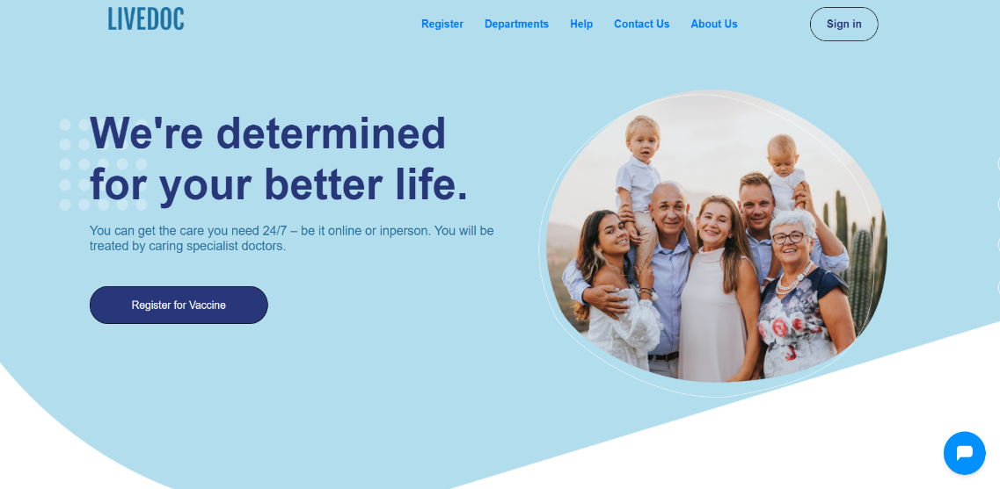 LIVEDOC
Register Departments Help Contact Us About Us Sign in
We're determined
for your better life.
You can get the care you need 24/7 – be it online or inperson. You will be
treated by caring specialist doctors.
Register for Vaccine